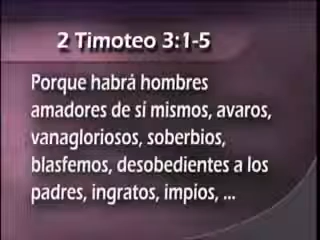 2 Timoteo 3:1-5
Porque habrá hombres
amadores de sí mismos, avaros,
vanagloriosos, soberbios,
blasfemos, desobedientes a los
padres, ingratos, impíos, ...